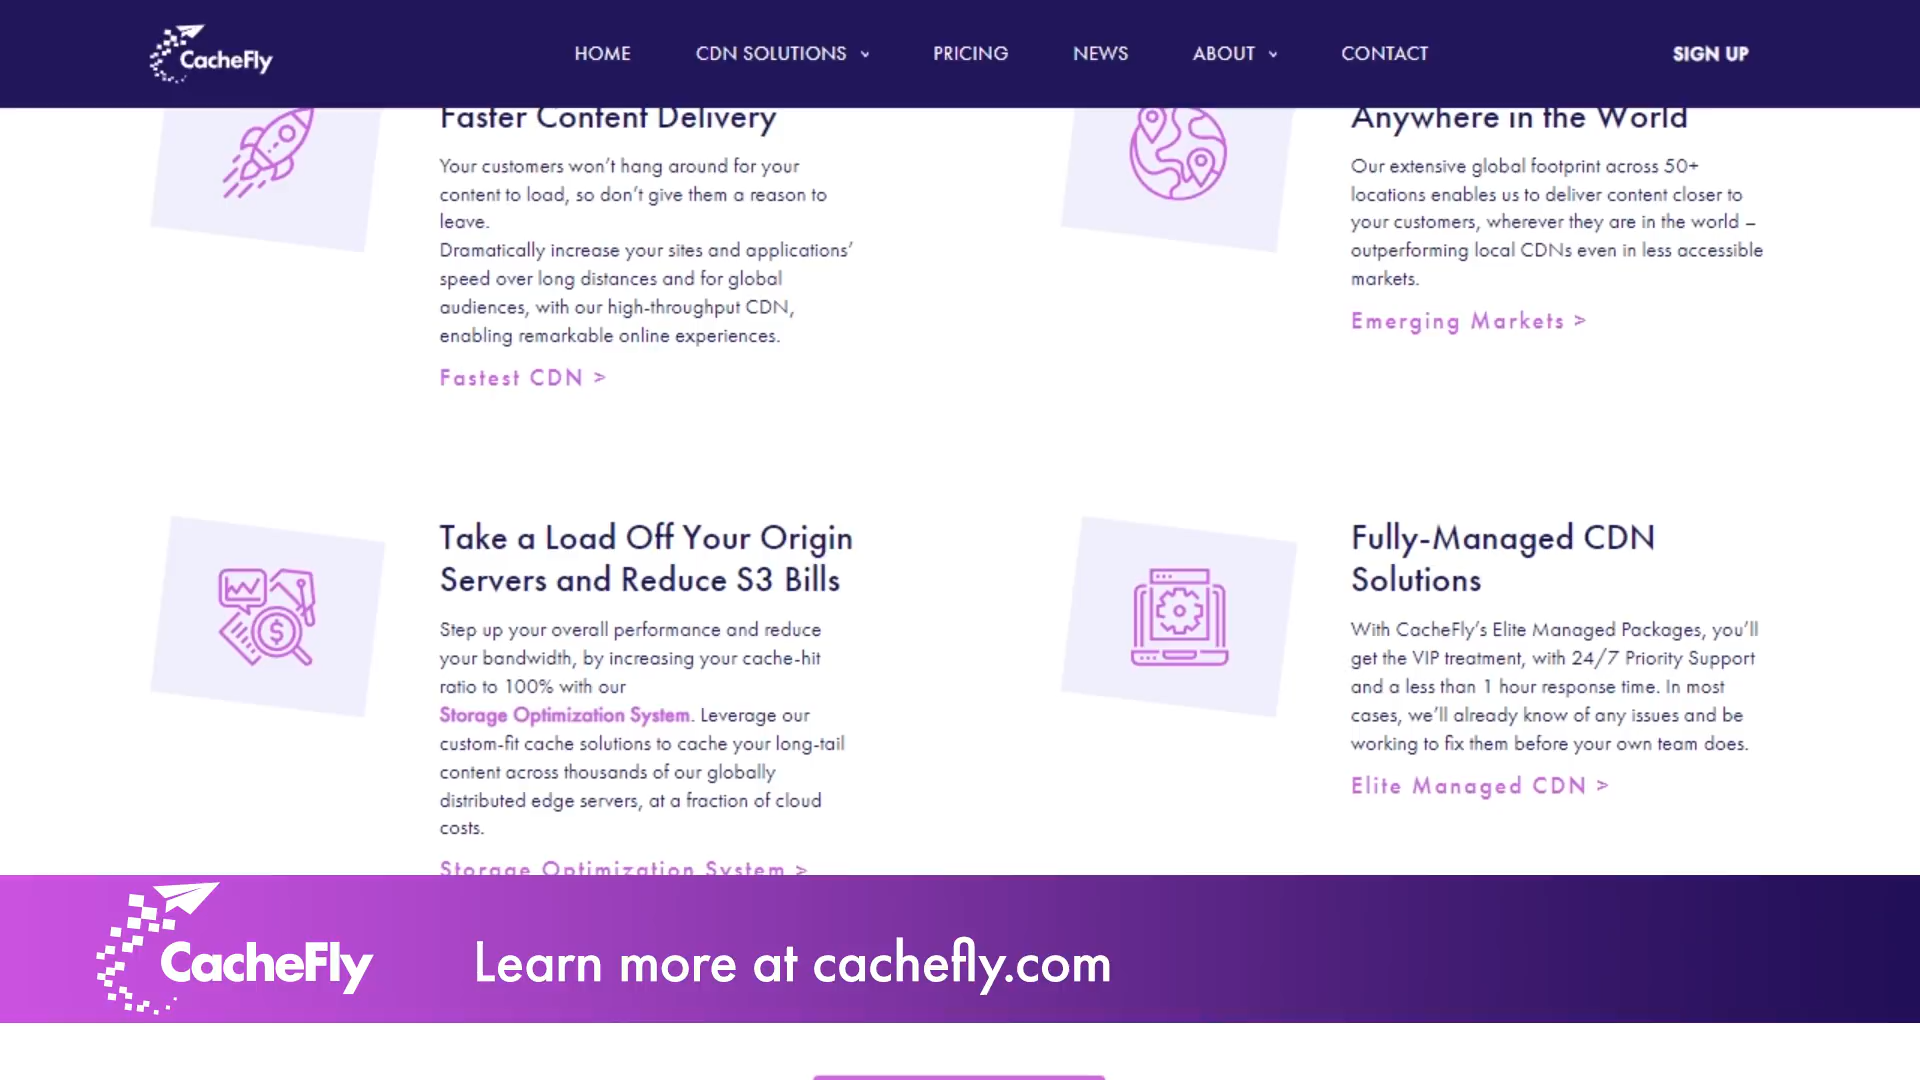 CacheFly
HOME
CDN SOLUTIONS
PRICING
NEWS
ABOUT
CONTACT
SIGN UP
Faster Content Delivery
Your customers won’t hang around for your
content to load, so don’t give them a reason to
leave.
Dramatically increase your sites and applications’
speed over long distances and for global
audiences, with our high-throughput CDN,
enabling remarkable online experiences.
Fastest CDN >
Anywhere in the World
Our extensive global footprint across 50+
locations enables us to deliver content closer to
your customers, wherever they are in the world –
outperforming local CDNs even in less accessible
markets.
Emerging Markets >
Take a Load Off Your Origin
Servers and Reduce S3 Bills
Step up your overall performance and reduce
your bandwidth, by increasing your cache-hit
ratio to 100% with our
Storage Optimization System. Leverage our
custom-fit cache solutions to cache your long-tail
content across thousands of our globally
distributed edge servers, at a fraction of cloud
costs.
Storage Optimization System >
Fully-Managed CDN
Solutions
With CacheFly’s Elite Managed Packages, you’ll
get the VIP treatment, with 24/7 Priority Support
and a less than 1 hour response time. In most
cases, we’ll already know of any issues and be
working to fix them before your own team does.
Elite Managed CDN >
CacheFly
Learn more at cachefly.com